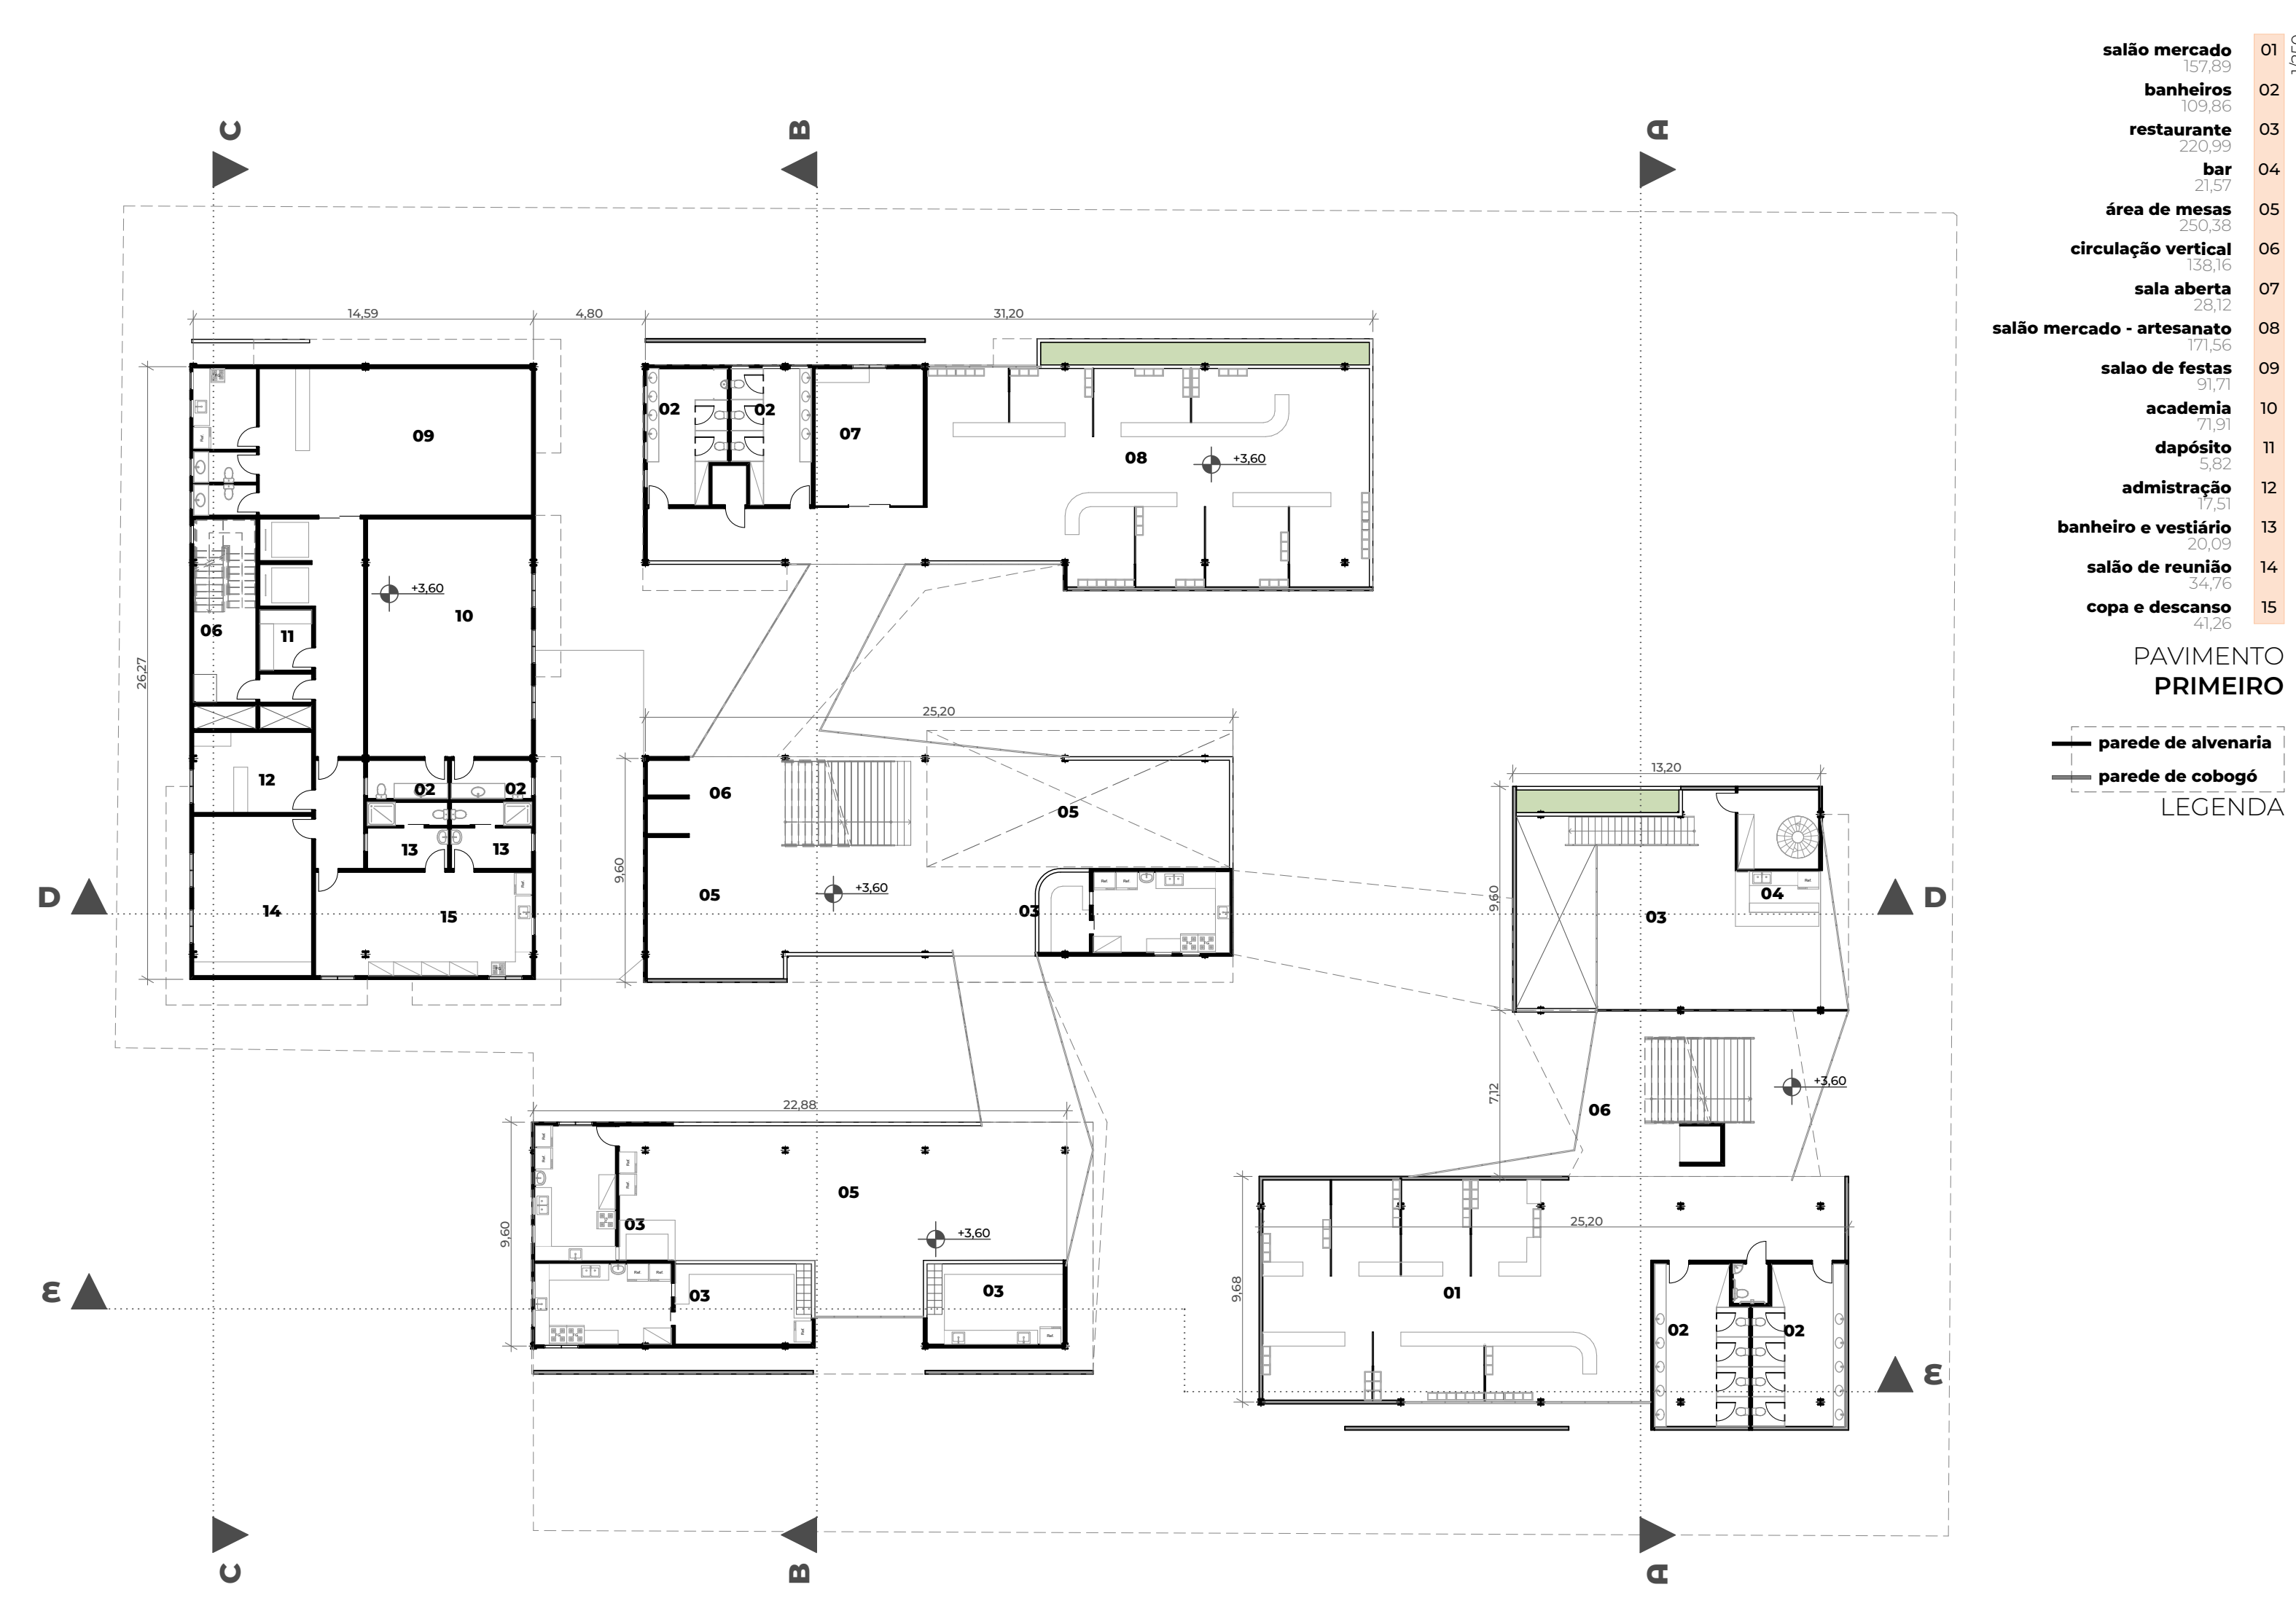 C
B
A
14,59
4,80
31,20
02
02
07
09
08
+3,60
+3,60
10
06
11
26,27
25,20
12
02
02
06
05
13
13
9,60
05
+3,60
03
14
15
D
D
13,20
9,60
03
04
7,12
+3,60
06
22,88
9,60
05
03
+3,60
03
03
9,68
25,20
01
02
02
ε
ε
C
B
A
salão mercado 01
157,89
banheiros 02
109,86
restaurante 03
220,99
bar 04
21,57
área de mesas 05
250,38
circulação vertical 06
138,16
sala aberta 07
28,12
salão mercado - artesanato 08
171,56
salao de festas 09
91,71
academia 10
71,91
dapósito 11
5,82
admistração 12
17,51
banheiro e vestiário 13
20,09
salão de reunião 14
34,76
copa e descanso 15
41,26
PAVIMENTO
PRIMEIRO
parede de alvenaria
parede de cobogó
LEGENDA